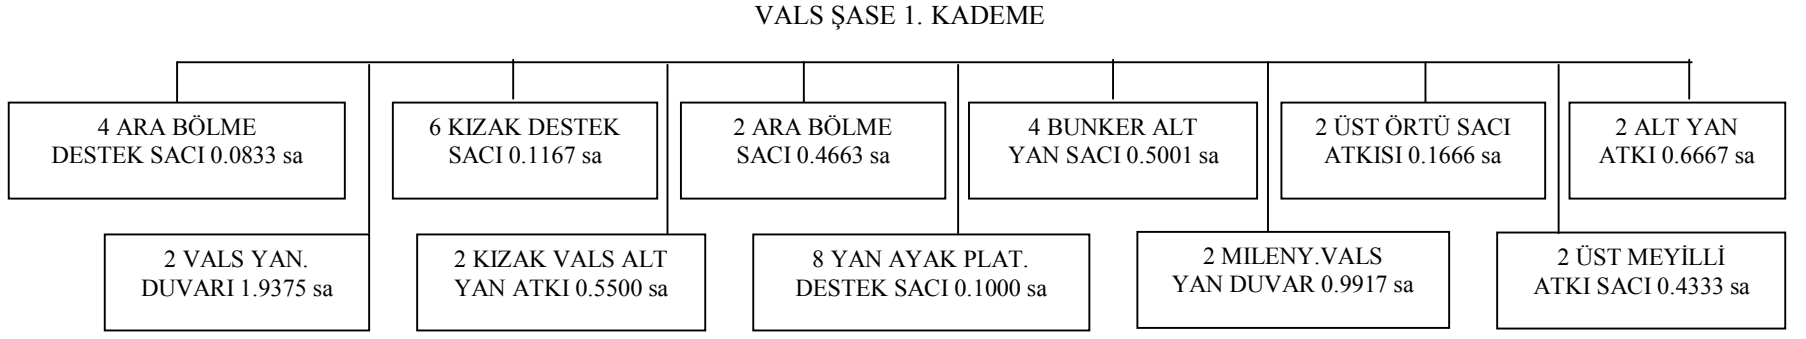 VALS ŞASE 1. KADEME
4 ARA BÖLME
DESTEK SACI 0.0833 sa
6 KIZAK DESTEK
SACI 0.1167 sa
2 ARA BÖLME
SACI 0.4663 sa
4 BUNKER ALT
YAN SACI 0.5001 sa
2 ÜST ÖRTÜ SACI
ATKISI 0.1666 sa
2 ALT YAN
ATKI 0.6667 sa
2 VALS YAN.
DUVARI 1.9375 sa
2 KIZAK VALS ALT
YAN ATKI 0.5500 sa
8 YAN AYAK PLAT.
DESTEK SACI 0.1000 sa
2 MILENY.VALS
YAN DUVAR 0.9917 sa
2 ÜST MEYİLLİ
ATKI SACI 0.4333 sa